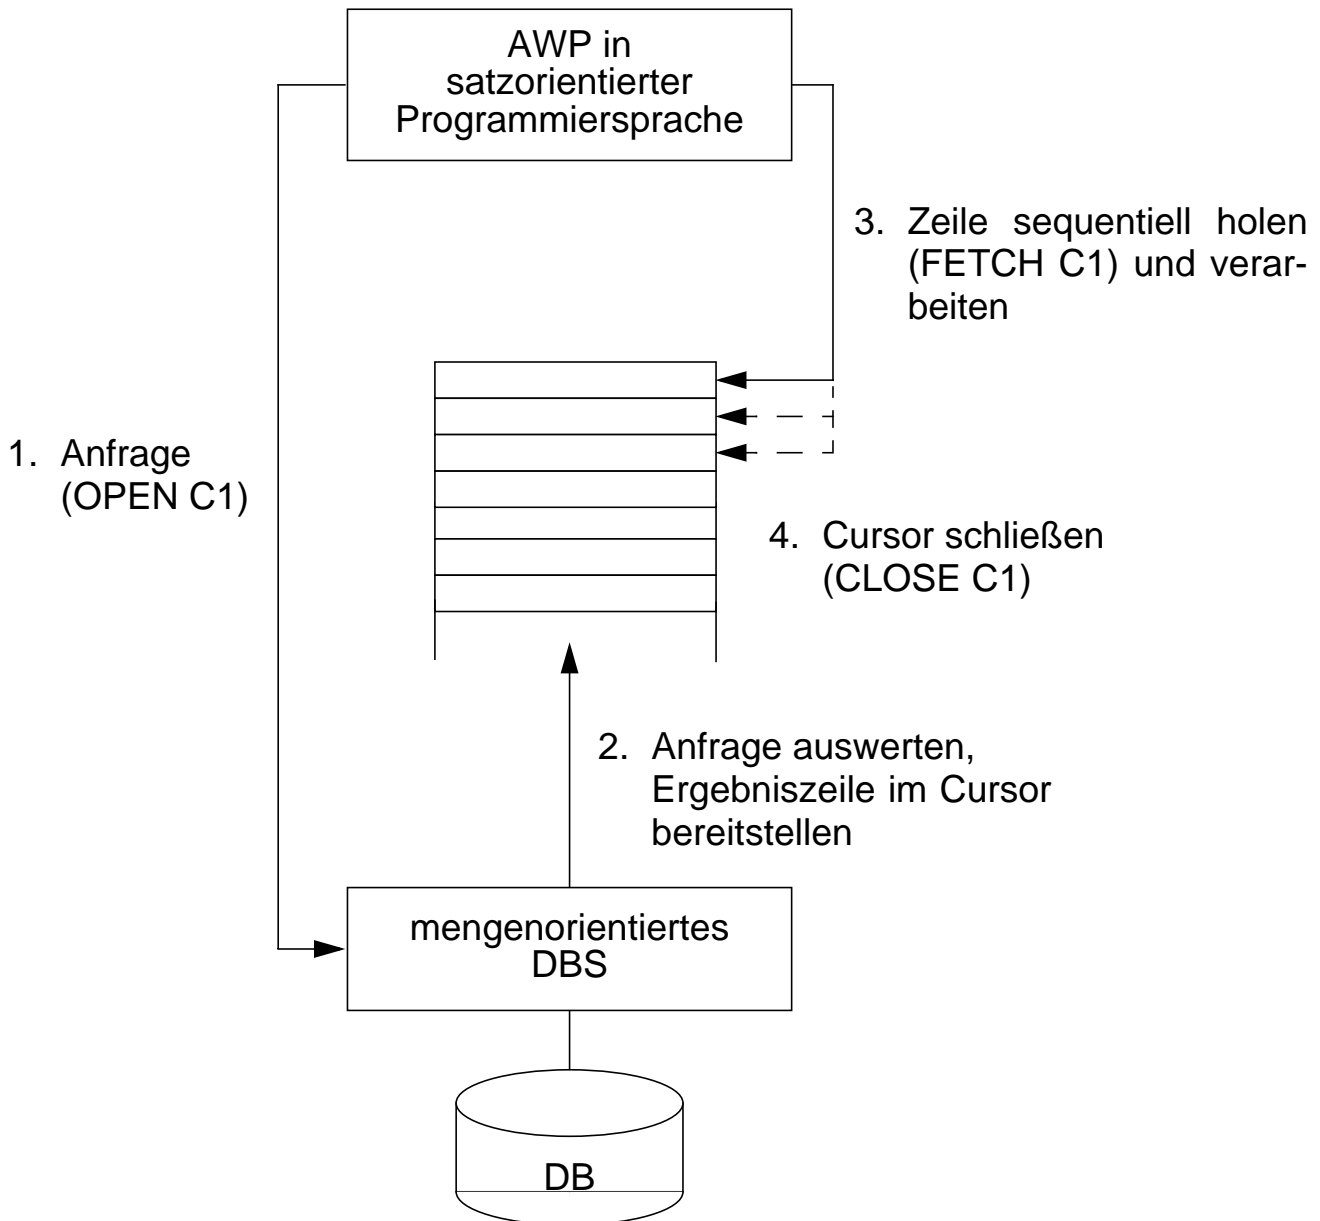 AWP in
satzorientierter
Programmiersprache
3. Zeile sequentiell holen
(FETCH C1) und verar-
beiten
1. Anfrage
(OPEN C1)
4. Cursor schließen
(CLOSE C1)
2. Anfrage auswerten,
Ergebniszeile im Cursor
bereitstellen
mengenorientiertes
DBS
DB